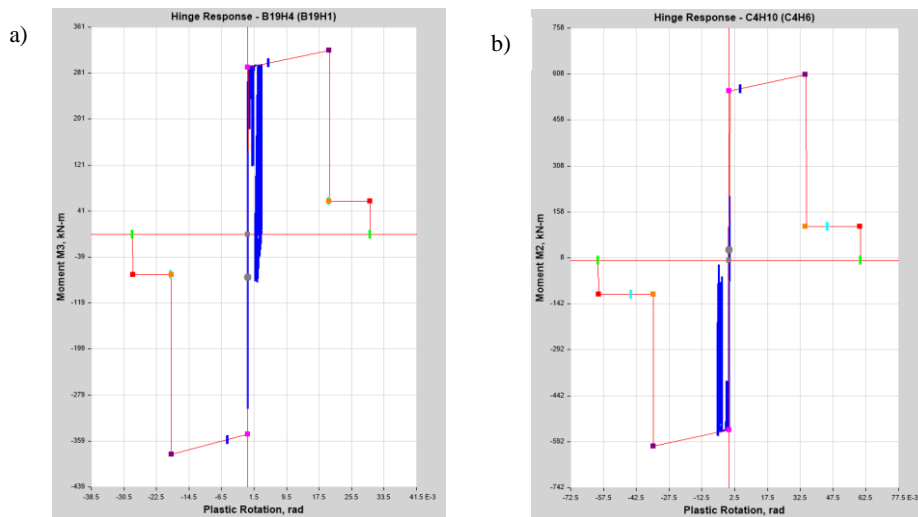 a)
Hinge Response - B19H4 (B19H1)
Moment M3, kN-m
361
281
201
121
41
-39
-119
-199
-279
-359
-439
-38.5 -30.5 -22.5 -14.5 -6.5 1.5 9.5 17.5 25.5 33.5 41.5 E-3
Plastic Rotation, rad
b)
Hinge Response - C4H10 (C4H6)
Moment M2, kN-m
758
608
458
308
158
8
-142
-292
-442
-592
-742
-72.5 -57.5 -42.5 -27.5 -12.5 2.5 17.5 32.5 47.5 62.5 77.5 E-3
Plastic Rotation, rad